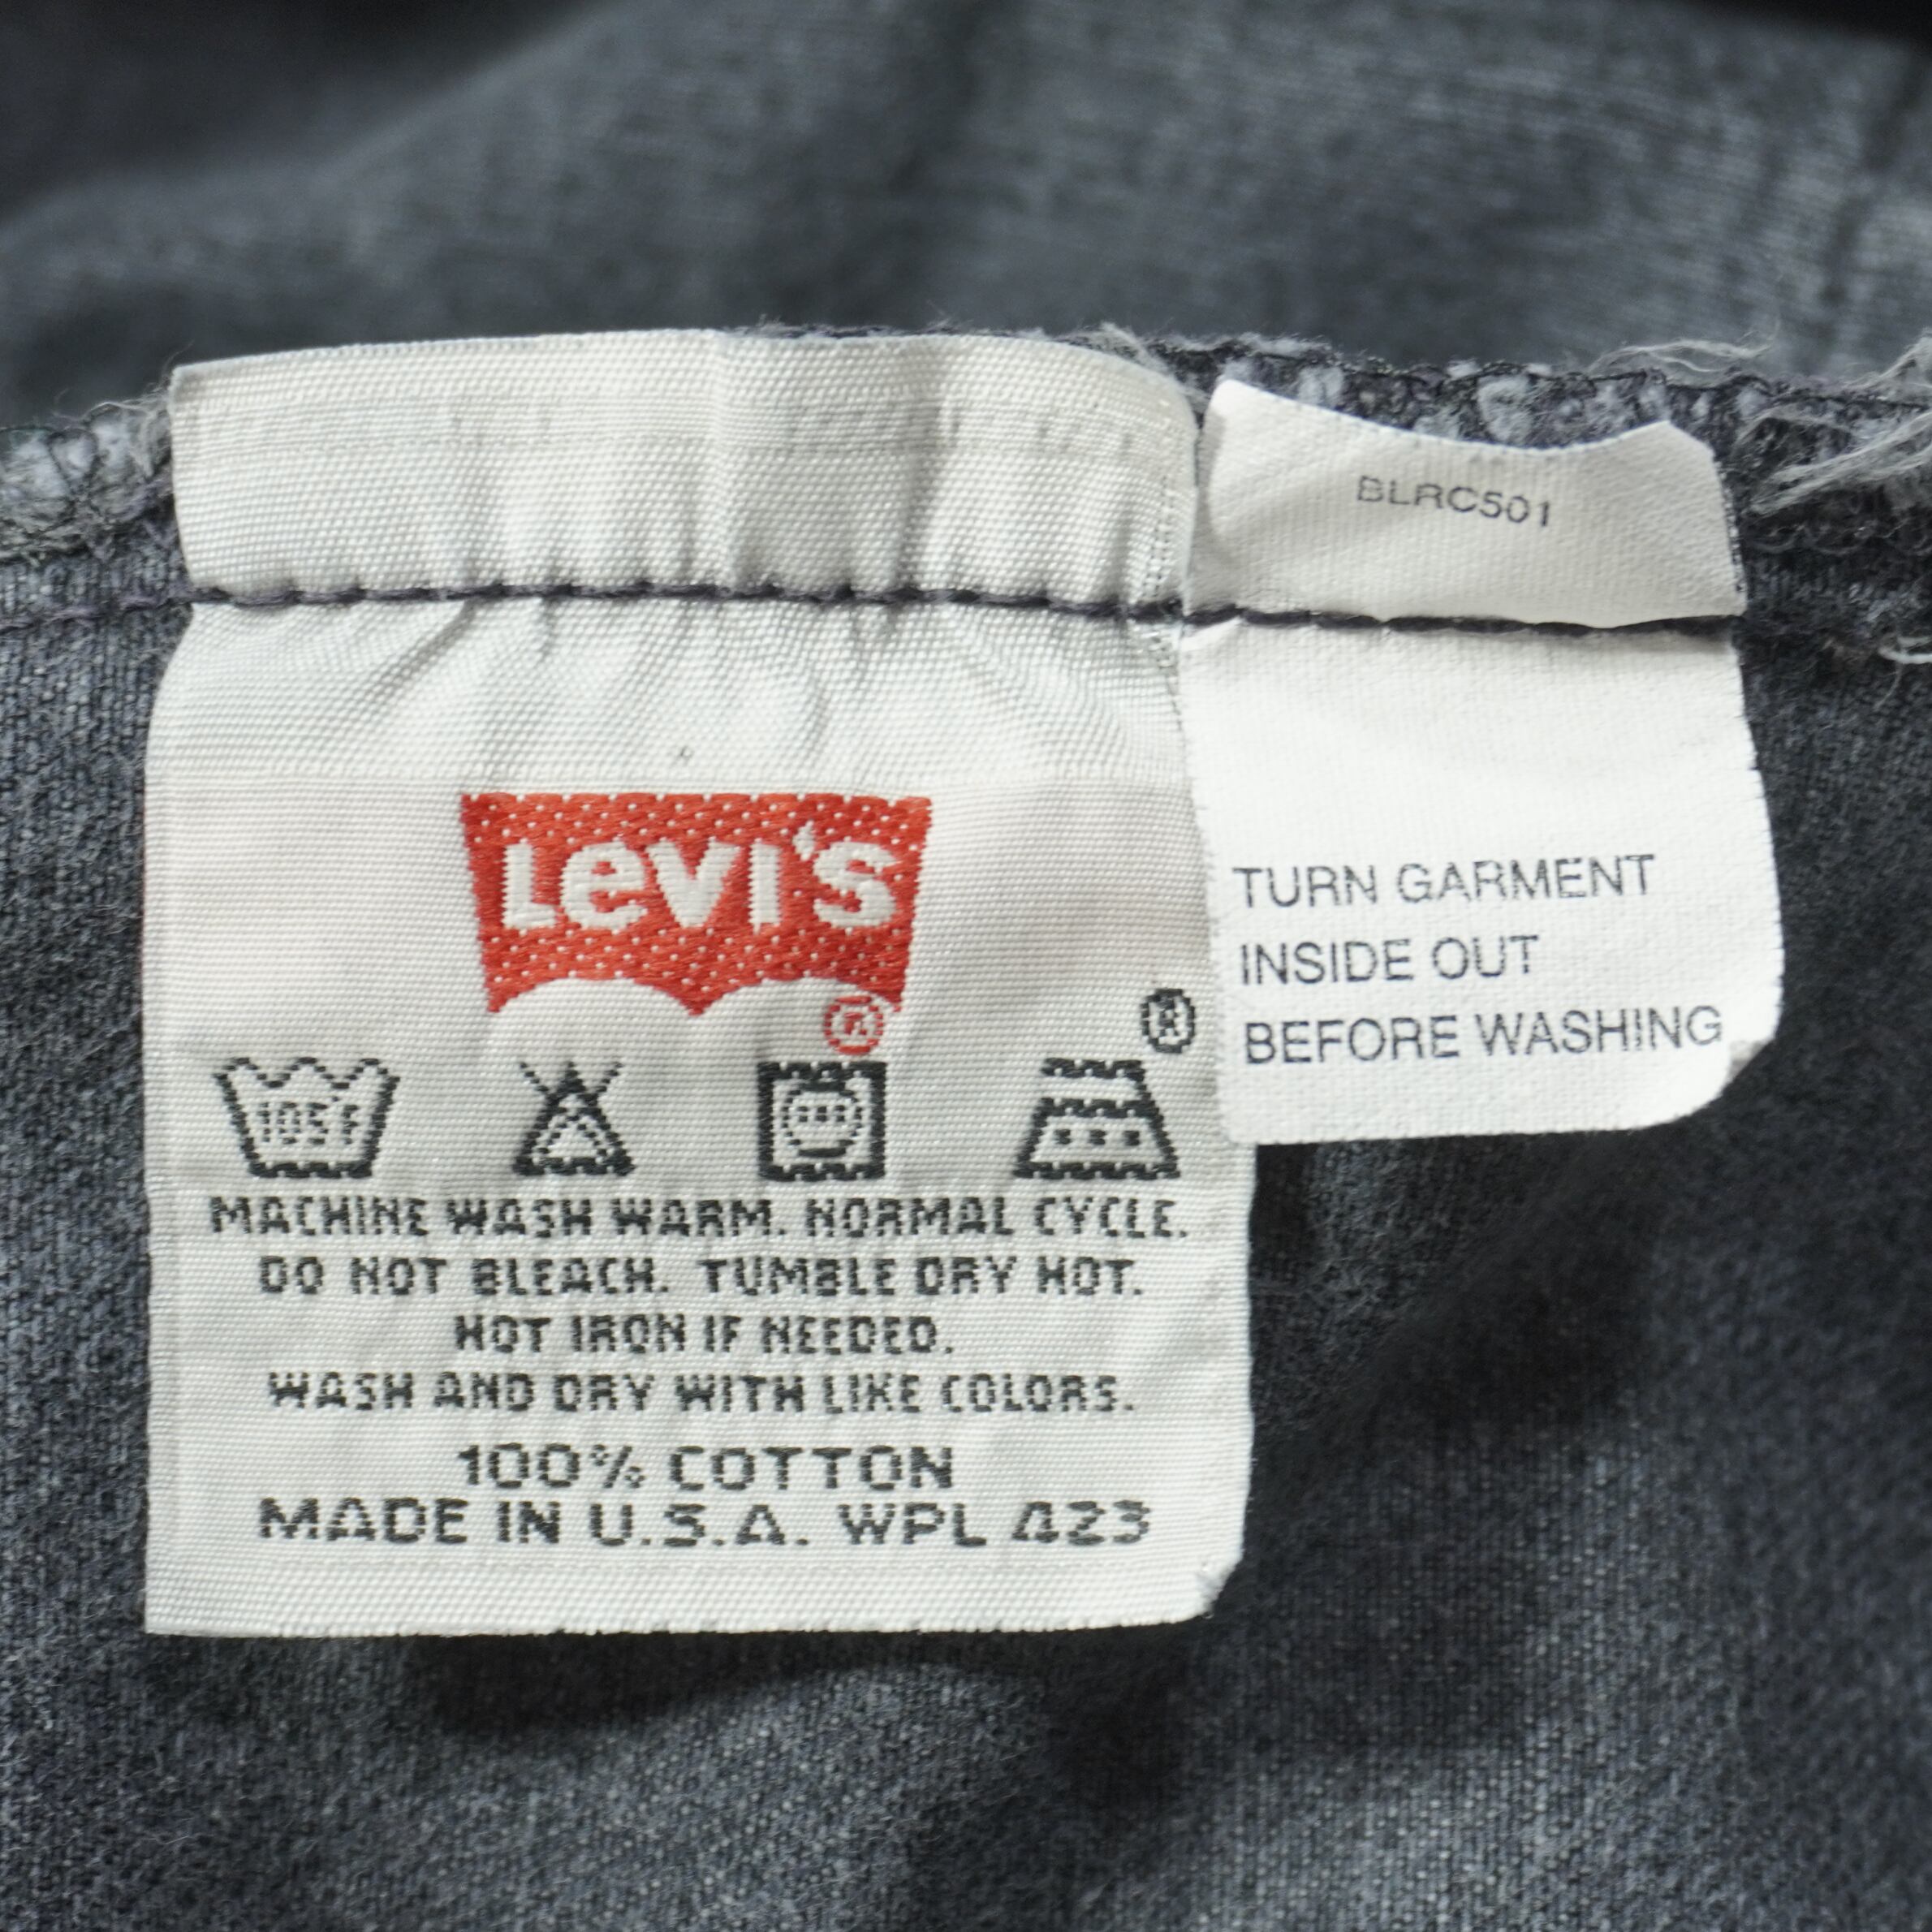 BLRC501
LEVI'S
®
®
105°F
MACHINE WASH WARM. NORMAL CYCLE.
DO NOT BLEACH. TUMBLE DRY HOT.
HOT IRON IF NEEDED.
WASH AND DRY WITH LIKE COLORS.
100% COTTON
MADE IN U.S.A. WPL 423
TURN GARMENT
INSIDE OUT
BEFORE WASHING